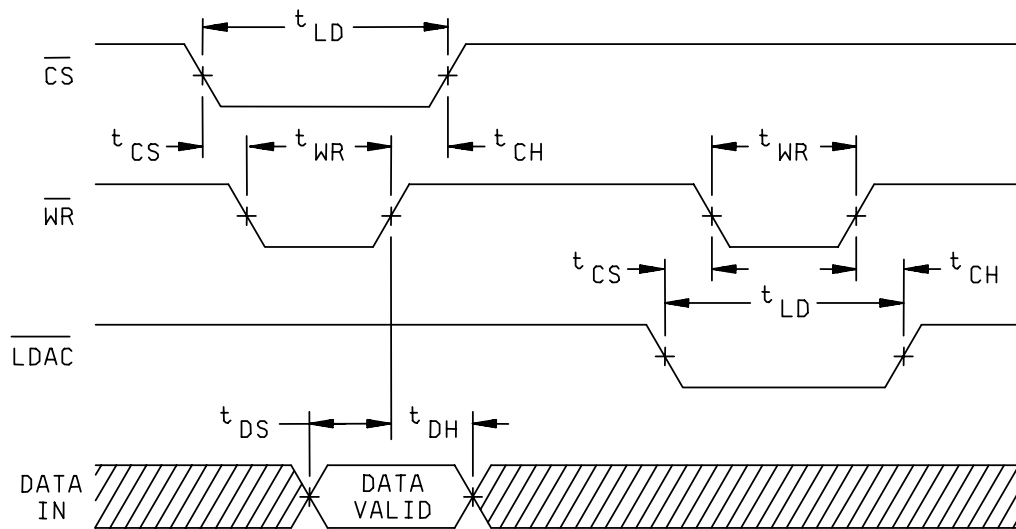 t LD
CS
t CS
t WR
t CH
t WR
WR
t CS
t LD
t CH
LDAC
t DS
t DH
DATA IN
DATA VALID